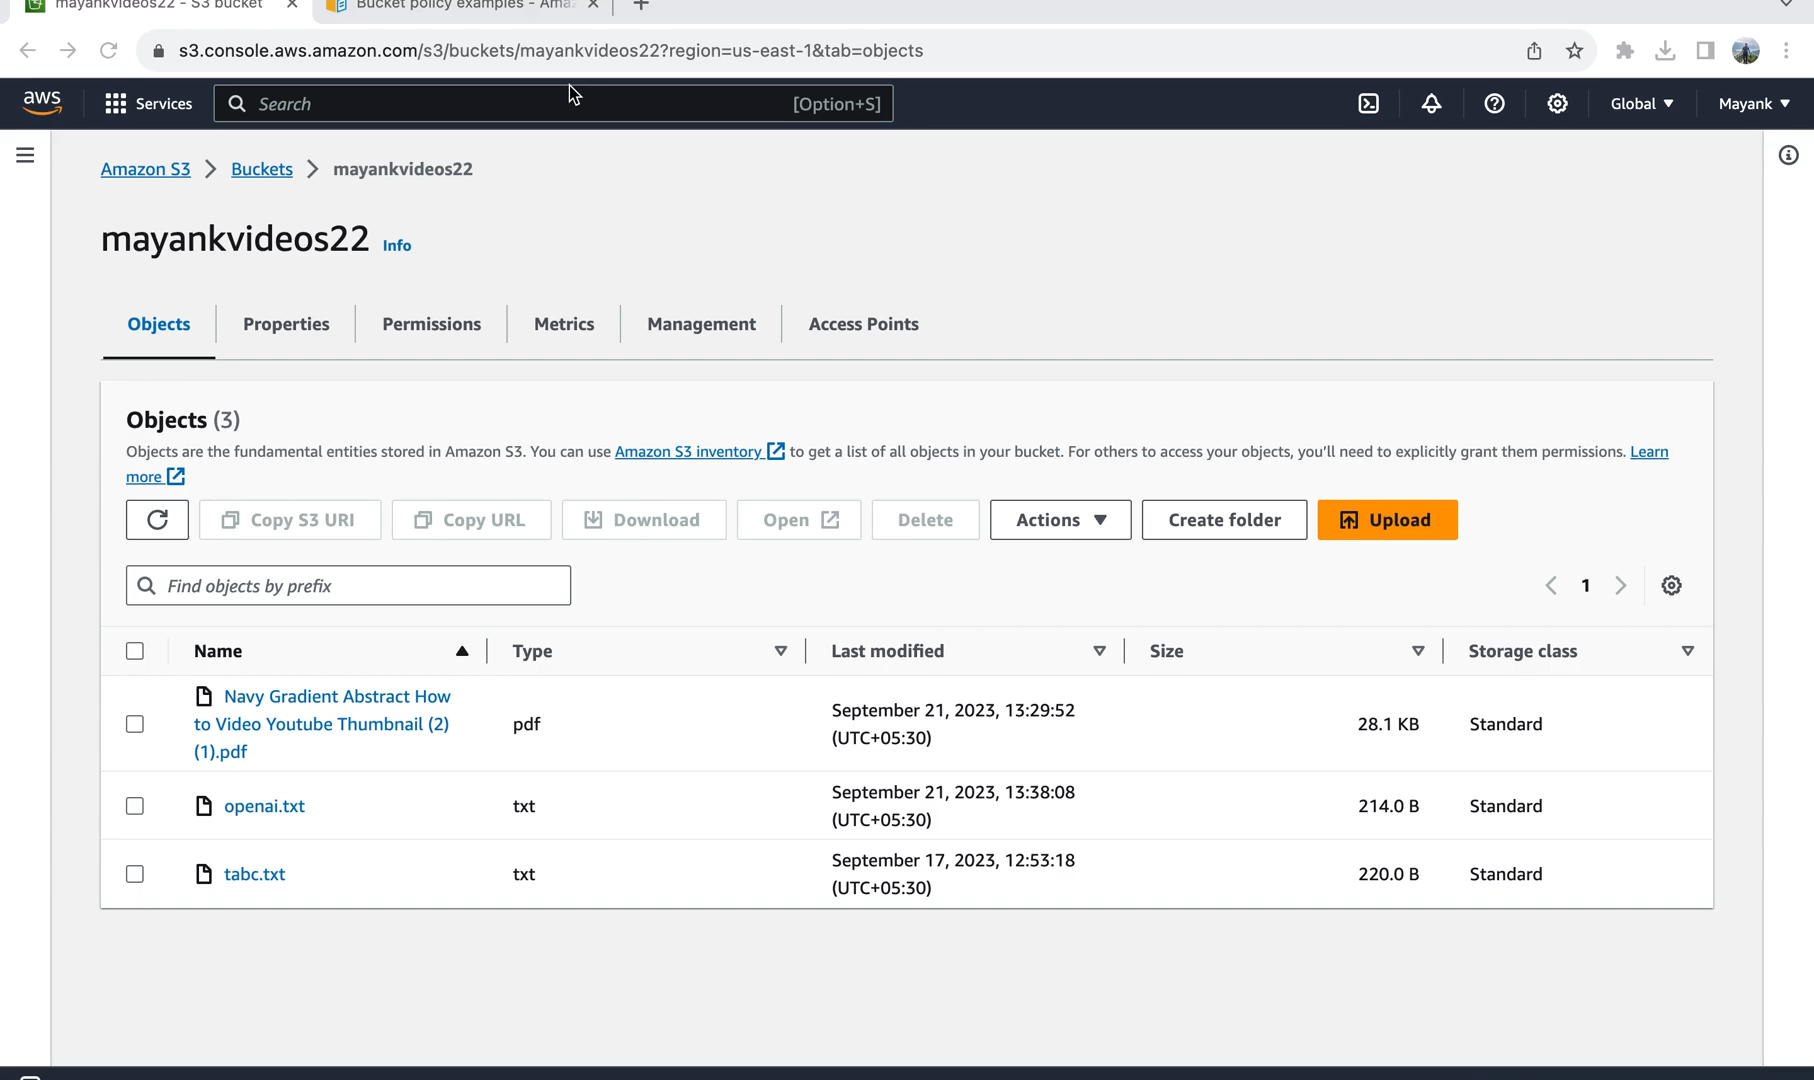 mayankvideos22 - S3 bucket
Bucket policy examples - Amaz
s3.console.aws.amazon.com/s3/buckets/mayankvideos22?region=us-east-1&tab=objects
aws
Services
Search
[Option+S]
Global
Mayank
Amazon S3
Buckets
mayankvideos22
mayankvideos22 Info
Objects
Properties
Permissions
Metrics
Management
Access Points
Objects (3)
Objects are the fundamental entities stored in Amazon S3. You can use Amazon S3 inventory to get a list of all objects in your bucket. For others to access your objects, you'll need to explicitly grant them permissions. Learn
more
Copy S3 URI
Copy URL
Download
Open
Delete
Actions
Create folder
Upload
Find objects by prefix
1
Name
Type
Last modified
Size
Storage class
Navy Gradient Abstract How
to Video Youtube Thumbnail (2)
(1).pdf
pdf
September 21, 2023, 13:29:52
(UTC+05:30)
28.1 KB
Standard
openai.txt
txt
September 21, 2023, 13:38:08
(UTC+05:30)
214.0 B
Standard
tabc.txt
txt
September 17, 2023, 12:53:18
(UTC+05:30)
220.0 B
Standard